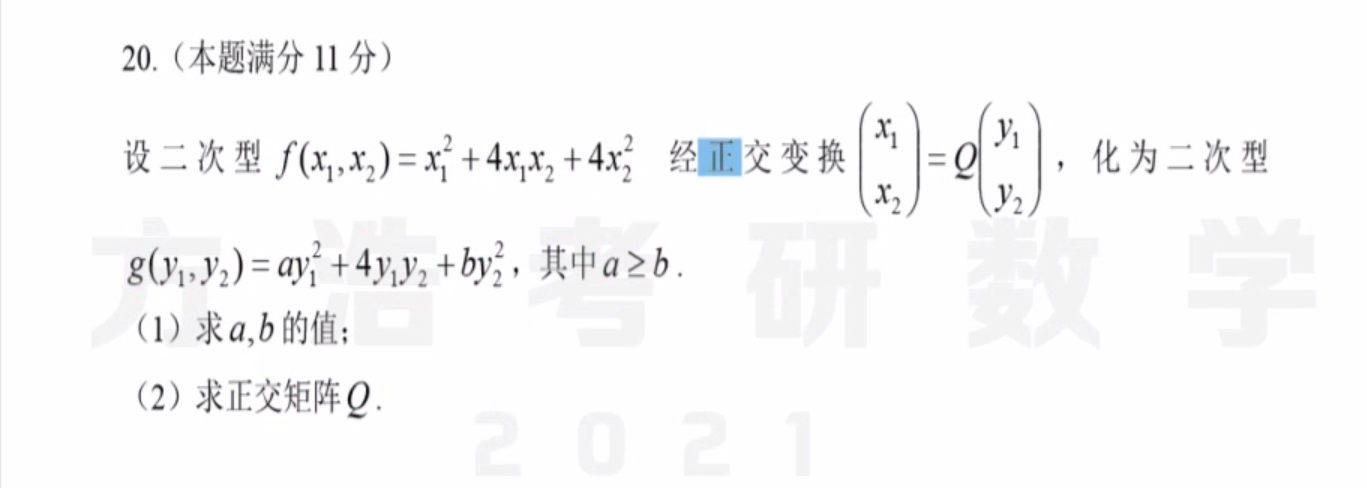 20.（本题满分 11 分）
设二次型 $f(x_1,x_2)=x_1^2+4x_1x_2+4x_2^2$ 经正交变换 $\begin{pmatrix} x_1 \\ x_2 \end{pmatrix}=Q\begin{pmatrix} y_1 \\ y_2 \end{pmatrix}$，化为二次型
$g(y_1,y_2)=ay_1^2+4y_1y_2+by_2^2$，其中 $a\geq b$．
方浩考研数学
（1）求 $a,b$ 的值；
（2）求正交矩阵 $Q$．
2021